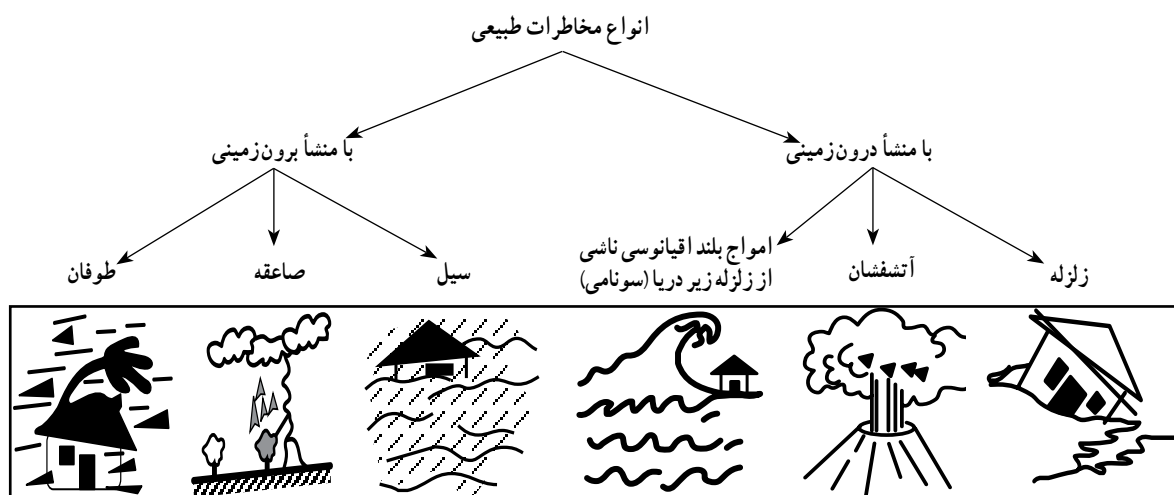 انواع مخاطرات طبیعی
با منشأ درون‌زمینی
با منشأ برون‌زمینی
زلزله
آتشفشان
امواج بلند اقیانوسی ناشی
از زلزله زیر دریا (سونامی)
سیل
صاعقه
طوفان